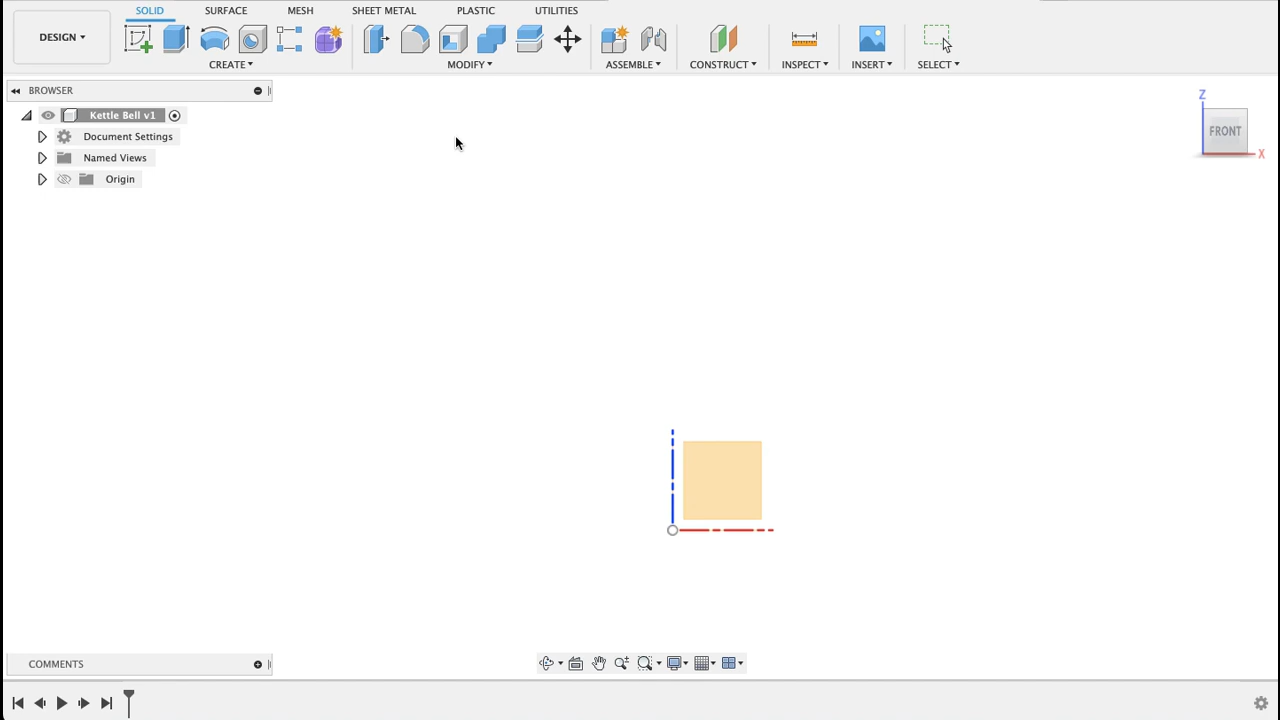 SOLID SURFACE MESH SHEET METAL PLASTIC UTILITIES
DESIGN
CREATE MODIFY ASSEMBLE CONSTRUCT INSPECT INSERT SELECT
BROWSER
Kettle Bell v1
Document Settings
Named Views
Origin
Z
FRONT
X
COMMENTS